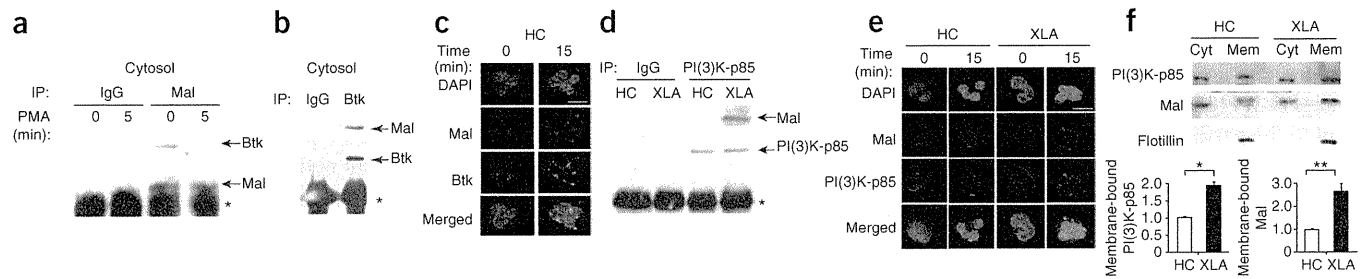 a
Cytosol
IP: IgG Mal
PMA 0 5 0 5
(min):
Btk
Mal
*
b
Cytosol
IP: IgG Btk
Mal
Btk
*
c
HC
Time 0 15
(min):
DAPI
Mal
Btk
Merged
d
IP: IgG PI(3)K-p85
HC XLA HC XLA
Mal
PI(3)K-p85
*
e
HC XLA
Time 0 15 0 15
(min):
DAPI
Mal
PI(3)K-p85
Merged
f
HC XLA
Cyt Mem Cyt Mem
PI(3)K-p85
Mal
Flotillin
Membrane-bound
PI(3)K-p85
2.0
1.5
1.0
0.5
0
*
HC XLA
Membrane-bound
Mal
3.0
2.0
1.0
0
**
HC XLA